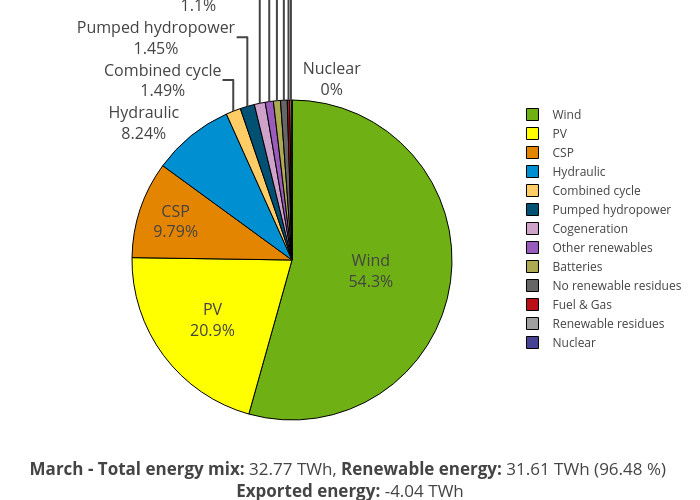 1.1%
Pumped hydropower
1.45%
Combined cycle
1.49%
Hydraulic
8.24%
Nuclear
0%
CSP
9.79%
Wind
54.3%
PV
20.9%
Wind
PV
CSP
Hydraulic
Combined cycle
Pumped hydropower
Cogeneration
Other renewables
Batteries
No renewable residues
Fuel & Gas
Renewable residues
Nuclear
March - Total energy mix: 32.77 TWh, Renewable energy: 31.61 TWh (96.48 %)
Exported energy: -4.04 TWh